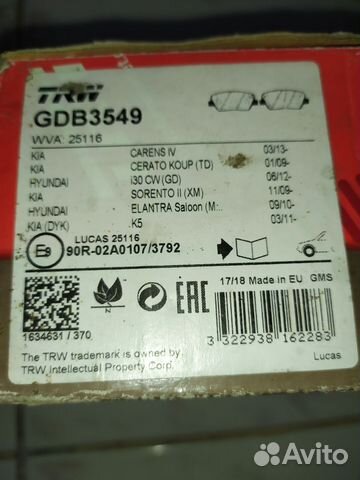 TRW
GDB3549
WVA: 25116
KIA CARENS IV 03/13-
KIA CERATO KOUP (TD) 01/09-
HYUNDAI i30 CW (GD) 06/12-
KIA SORENTO II (XM) 11/09-
HYUNDAI ELANTRA Saloon (M... 09/10-
KIA (DYK) K5 03/11-
LUCAS 25116
E9 90R-02A0107/3792
17/18 Made in EU GMS
EAC
1634631 / 370
3 322938 162283
The TRW trademark is owned by
TRW Intellectual Property Corp.
Lucas
Avito